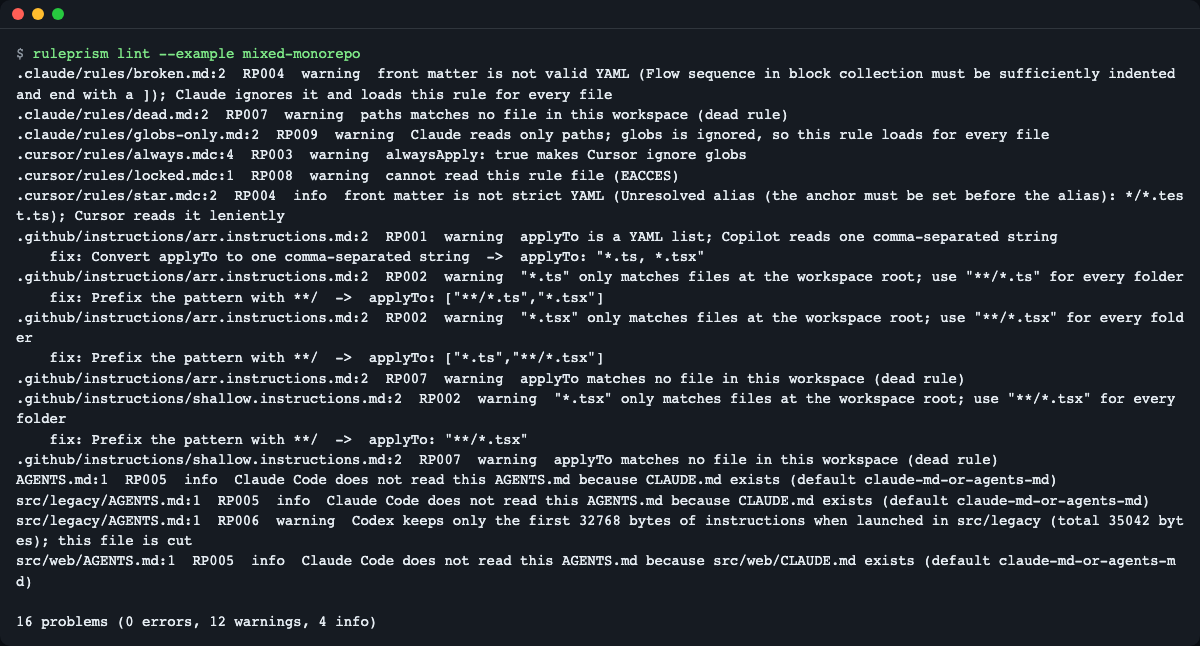 $ ruleprism lint --example mixed-monorepo
.claude/rules/broken.md:2  RP004  warning  front matter is not valid YAML (Flow sequence in block collection must be sufficiently indented
and end with a ]); Claude ignores it and loads this rule for every file
.claude/rules/dead.md:2  RP007  warning  paths matches no file in this workspace (dead rule)
.claude/rules/globs-only.md:2  RP009  warning  Claude reads only paths; globs is ignored, so this rule loads for every file
.cursor/rules/always.mdc:4  RP003  warning  alwaysApply: true makes Cursor ignore globs
.cursor/rules/locked.mdc:1  RP008  warning  cannot read this rule file (EACCES)
.cursor/rules/star.mdc:2  RP004  info  front matter is not strict YAML (Unresolved alias (the anchor must be set before the alias): */*.tes
t.ts); Cursor reads it leniently
.github/instructions/arr.instructions.md:2  RP001  warning  applyTo is a YAML list; Copilot reads one comma-separated string
    fix: Convert applyTo to one comma-separated string  ->  applyTo: "*.ts, *.tsx"
.github/instructions/arr.instructions.md:2  RP002  warning  "*.ts" only matches files at the workspace root; use "**/*.ts" for every folder
    fix: Prefix the pattern with **/  ->  applyTo: ["**/*.ts","*.tsx"]
.github/instructions/arr.instructions.md:2  RP002  warning  "*.tsx" only matches files at the workspace root; use "**/*.tsx" for every fold
er
    fix: Prefix the pattern with **/  ->  applyTo: ["*.ts","**/*.tsx"]
.github/instructions/arr.instructions.md:2  RP007  warning  applyTo matches no file in this workspace (dead rule)
.github/instructions/shallow.instructions.md:2  RP002  warning  "*.tsx" only matches files at the workspace root; use "**/*.tsx" for every
folder
    fix: Prefix the pattern with **/  ->  applyTo: "**/*.tsx"
.github/instructions/shallow.instructions.md:2  RP007  warning  applyTo matches no file in this workspace (dead rule)
AGENTS.md:1  RP005  info  Claude Code does not read this AGENTS.md because CLAUDE.md exists (default claude-md-or-agents-md)
src/legacy/AGENTS.md:1  RP005  info  Claude Code does not read this AGENTS.md because CLAUDE.md exists (default claude-md-or-agents-md)
src/legacy/AGENTS.md:1  RP006  warning  Codex keeps only the first 32768 bytes of instructions when launched in src/legacy (total 35042 byt
es); this file is cut
src/web/AGENTS.md:1  RP005  info  Claude Code does not read this AGENTS.md because src/web/CLAUDE.md exists (default claude-md-or-agents-m
d)
16 problems (0 errors, 12 warnings, 4 info)